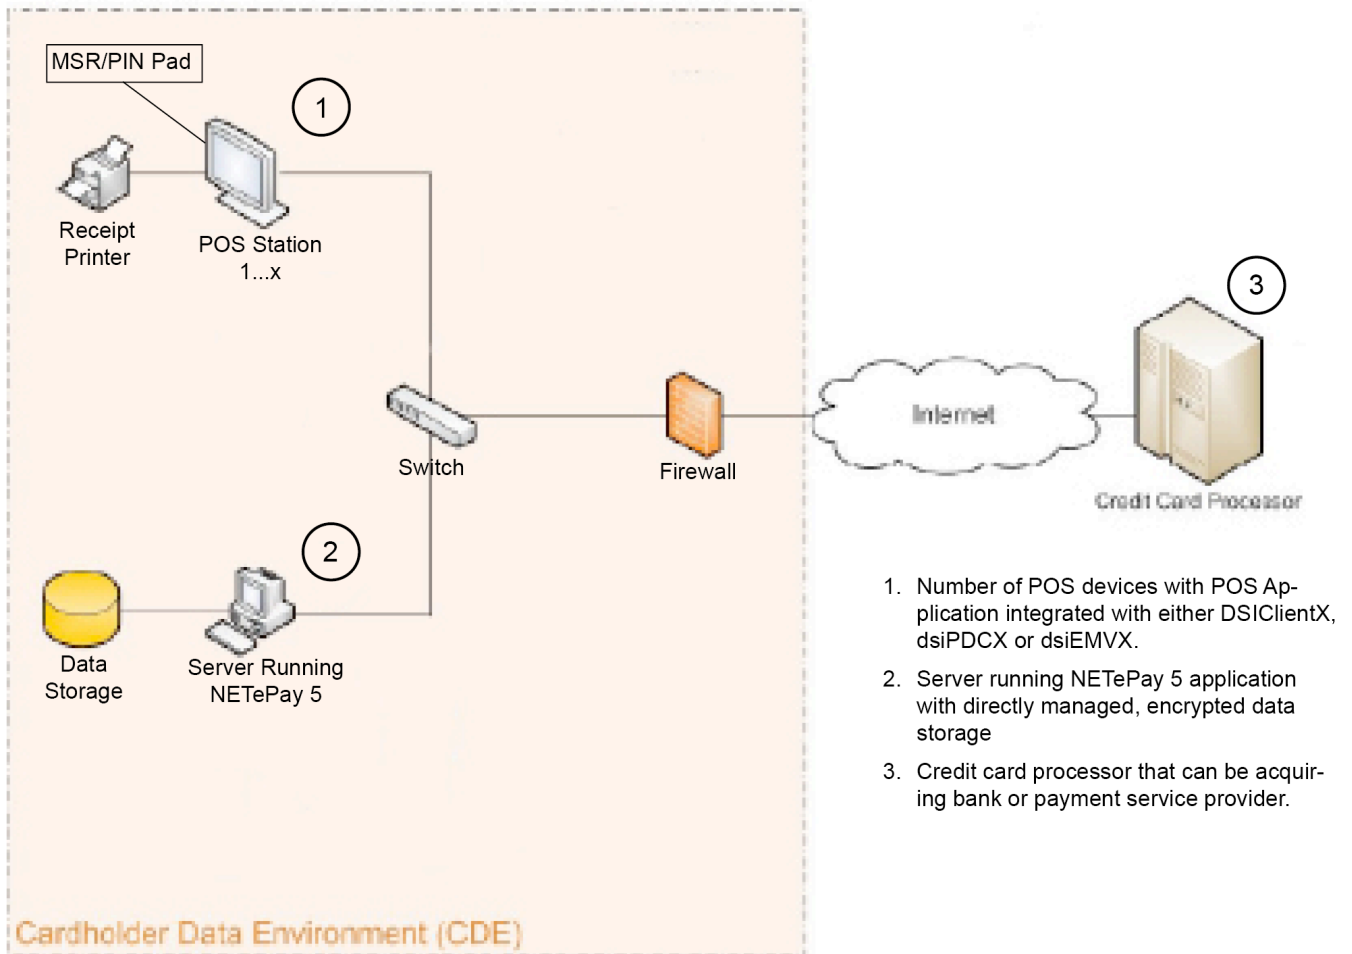 MSR/PIN Pad
1
Receipt
Printer
POS Station
1...x
3
Switch
Firewall
Internet
Credit Card Processor
2
Data
Storage
Server Running
NETePay 5
1. Number of POS devices with POS Ap-
plication integrated with either DSIClientX,
dsiPDCX or dsiEMVX.
2. Server running NETePay 5 application
with directly managed, encrypted data
storage
3. Credit card processor that can be acquir-
ing bank or payment service provider.
Cardholder Data Environment (CDE)